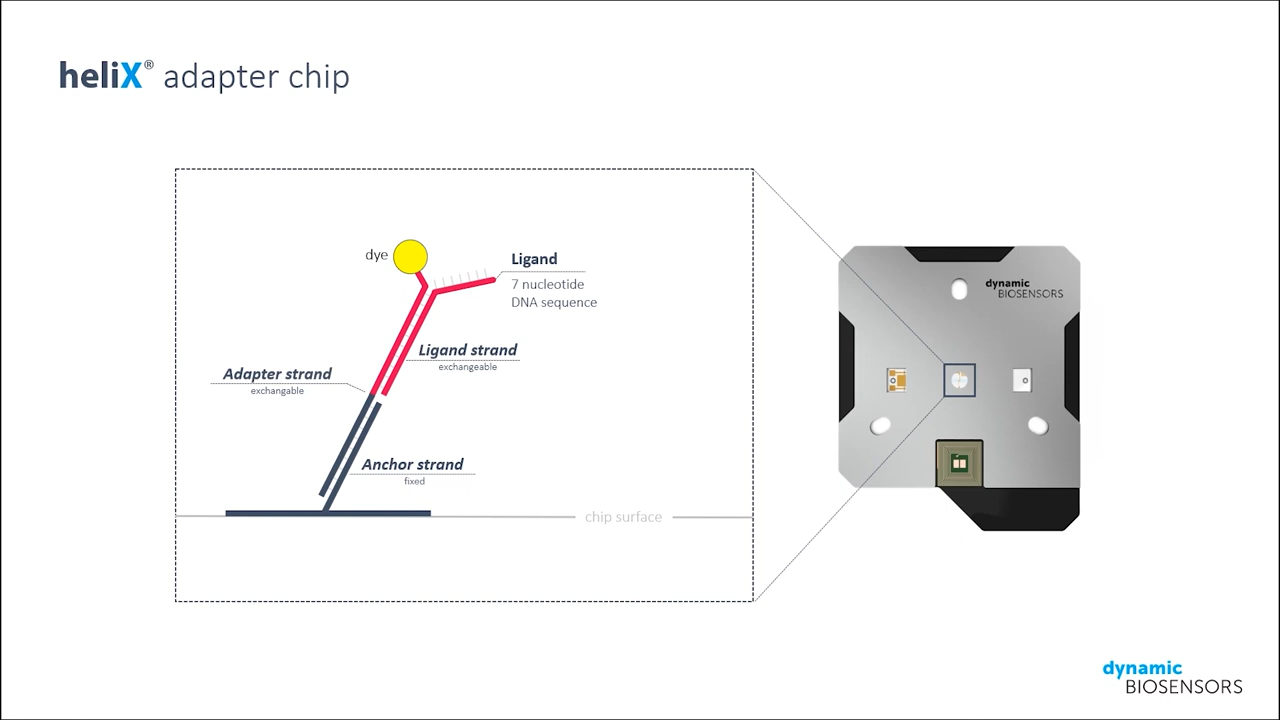 heliX® adapter chip
dye
Ligand
7 nucleotide
DNA sequence
Ligand strand
exchangeable
Adapter strand
exchangable
Anchor strand
fixed
chip surface
dynamic
BIOSENSORS
dynamic
BIOSENSORS